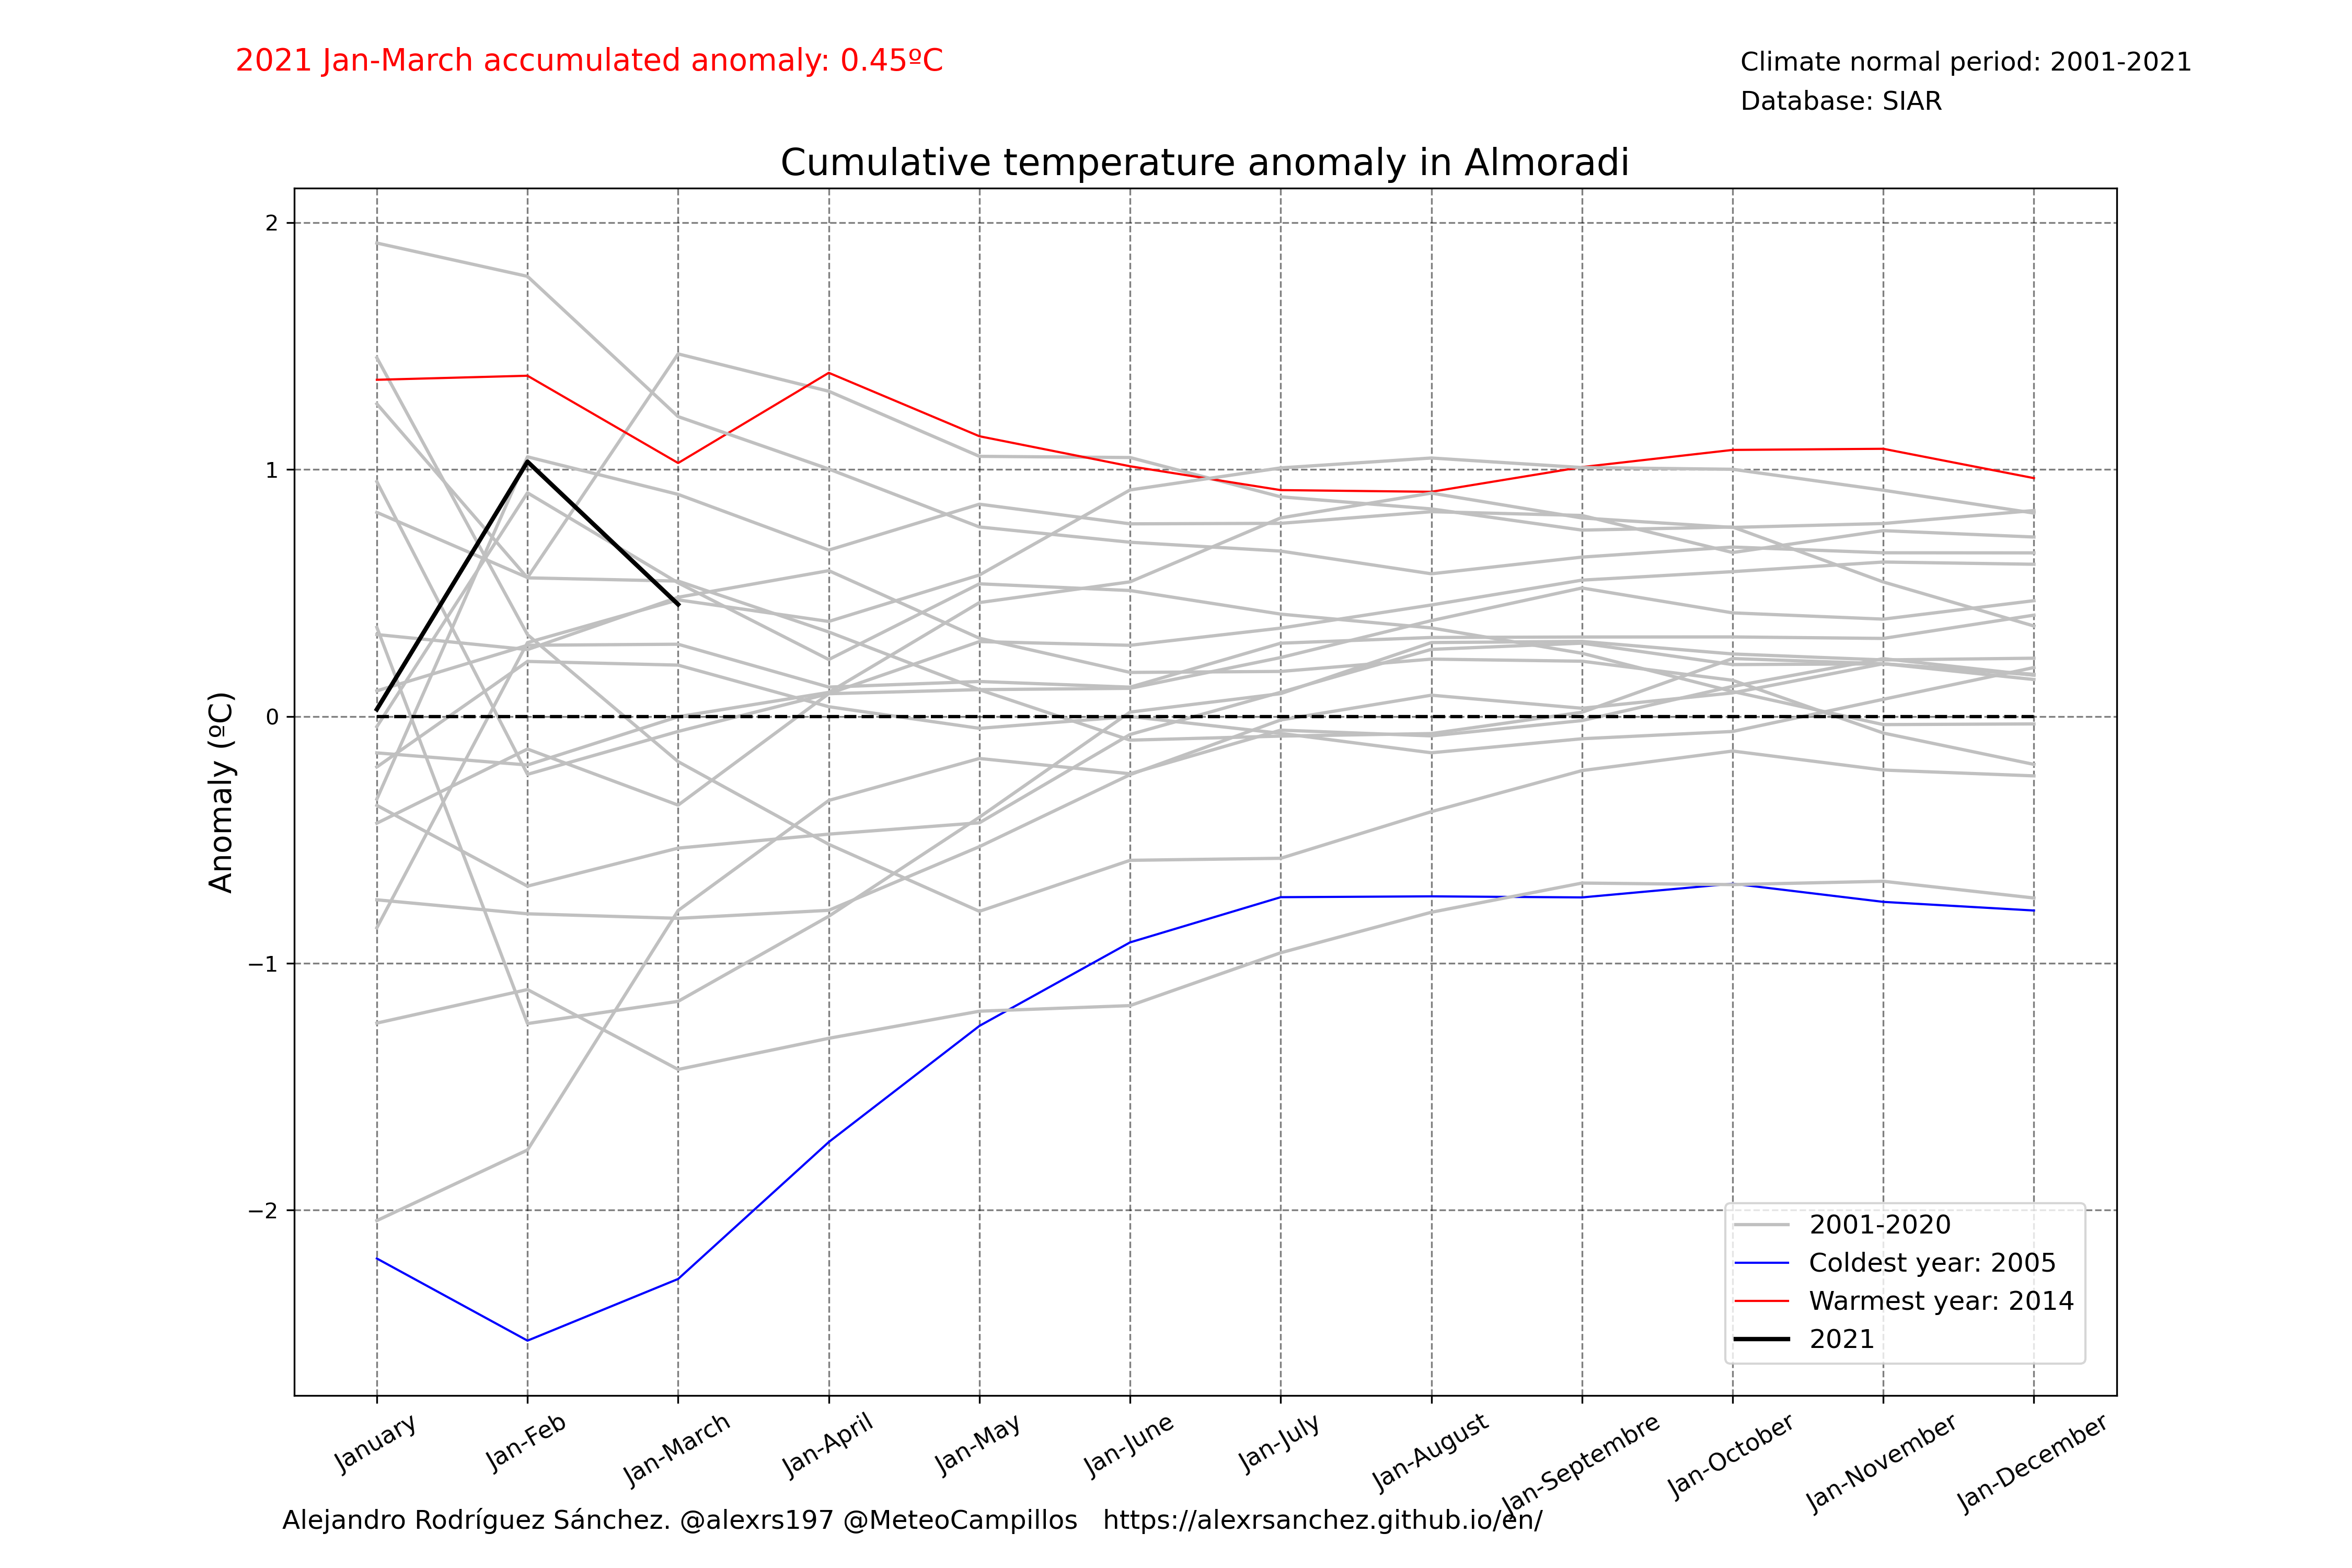 2021 Jan-March accumulated anomaly: 0.45ºC
Climate normal period: 2001-2021
Database: SIAR
Cumulative temperature anomaly in Almoradi
Anomaly (ºC)
2
1
0
−1
−2
2001-2020
Coldest year: 2005
Warmest year: 2014
2021
January
Jan-Feb
Jan-March
Jan-April
Jan-May
Jan-June
Jan-July
Jan-August
Jan-Septembre
Jan-October
Jan-November
Jan-December
Alejandro Rodríguez Sánchez. @alexrs197 @MeteoCampillos   https://alexrsanchez.github.io/en/